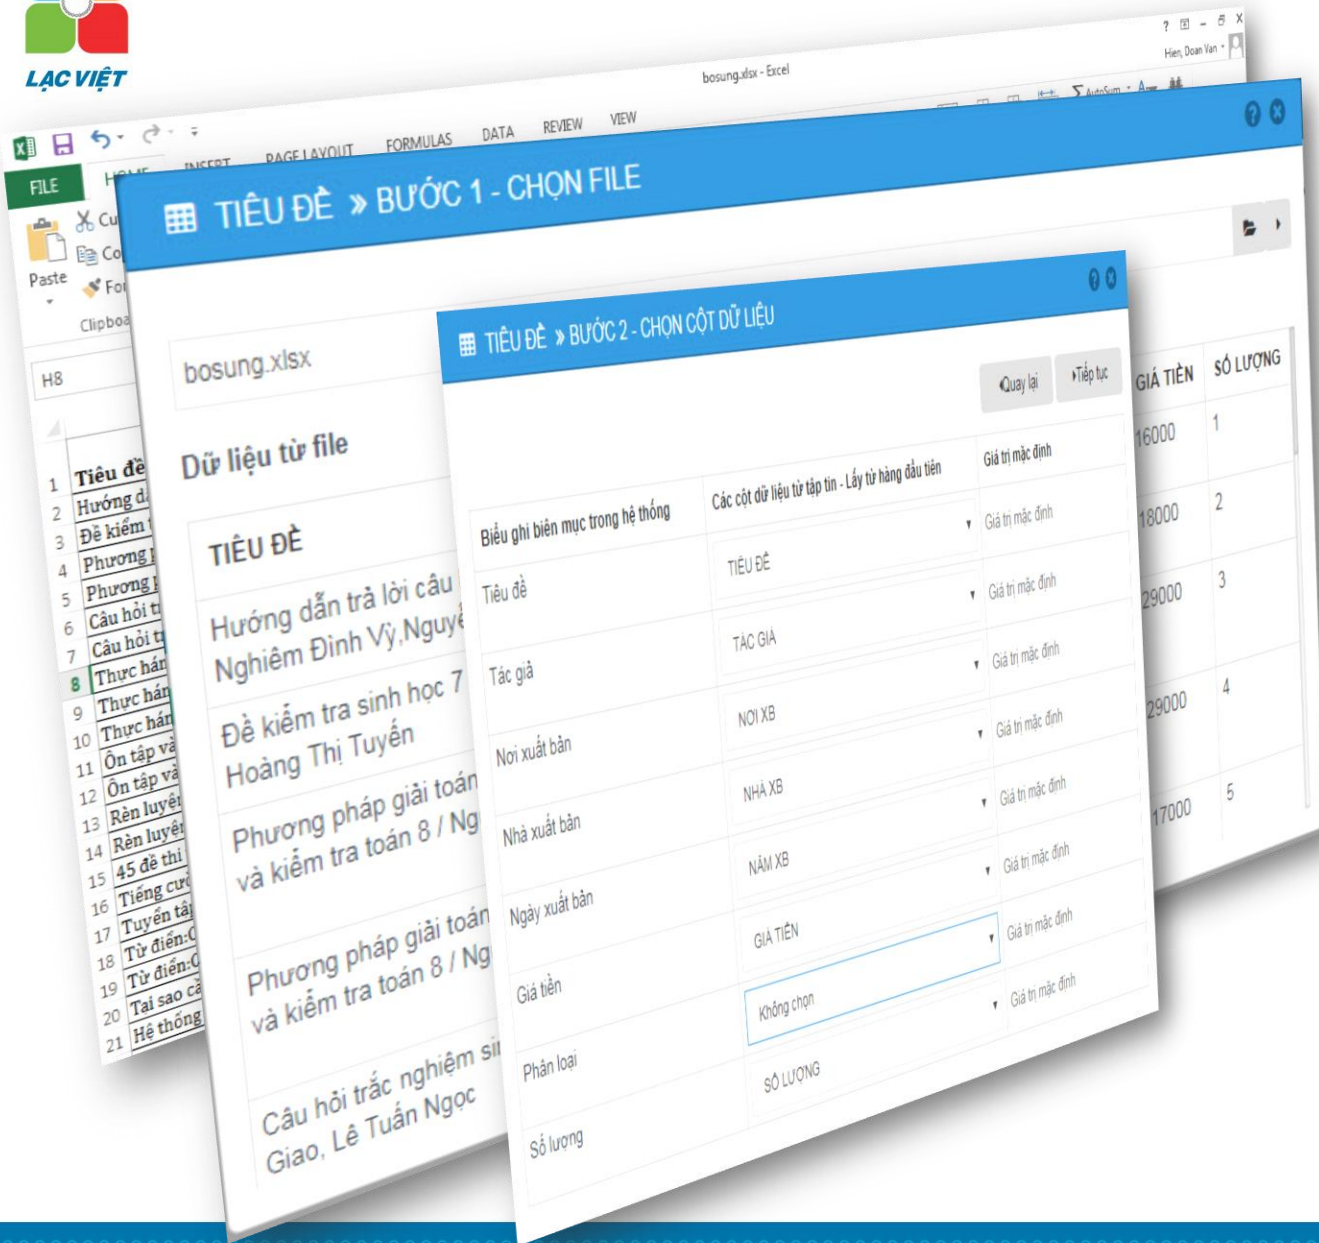 LẠC VIỆT
bosung.xlsx - Excel
Hien, Doan Van
FILE
INSERT PAGE LAYOUT FORMULAS DATA REVIEW VIEW
AutoSum
Paste
H8
1 Tiêu đề
2 Hướng
3 Đề kiểm
4 Phương
5 Phương
6 Câu hỏi
7 Câu hỏi
8 Thực
9 Thực
10 Thực
11 Ôn tập và
12 Ôn tập và
13 Rèn
14 Rèn
15 45 đề thi
16 Tiếng
17 Tuyển
18 Từ điển:
19 Từ điển:
20 Tai sao
21 Hệ thống
TIÊU ĐỀ » BƯỚC 1 - CHỌN FILE
bosung.xlsx
Dữ liệu từ file
TIÊU ĐỀ
GIÁ TIỀN SỐ LƯỢNG
Hướng dẫn trả lời câu
Nghiêm Đình Vỳ,
16000 1
Đề kiểm tra sinh học 7
Hoàng Thị Tuyến
18000 2
Phương pháp giải toán
và kiểm tra toán 8 /
29000 3
Phương pháp giải toán
và kiểm tra toán 8 /
29000 4
Câu hỏi trắc nghiệm
Giao, Lê Tuấn Ngọc
17000 5
TIÊU ĐỀ » BƯỚC 2 - CHỌN CỘT DỮ LIỆU
Quay lại Tiếp tục
Biểu ghi biên mục trong hệ thống Các cột dữ liệu từ tập tin - Lấy từ hàng đầu tiên Giá trị mặc định
Tiêu đề TIÊU ĐỀ Giá trị mặc định
Tác giả TÁC GIẢ Giá trị mặc định
Nơi xuất bản NƠI XB Giá trị mặc định
Nhà xuất bản NHÀ XB Giá trị mặc định
Ngày xuất bản NĂM XB Giá trị mặc định
Giá tiền GIÁ TIỀN Giá trị mặc định
Phân loại Không chọn Giá trị mặc định
Số lượng SỐ LƯỢNG Giá trị mặc định